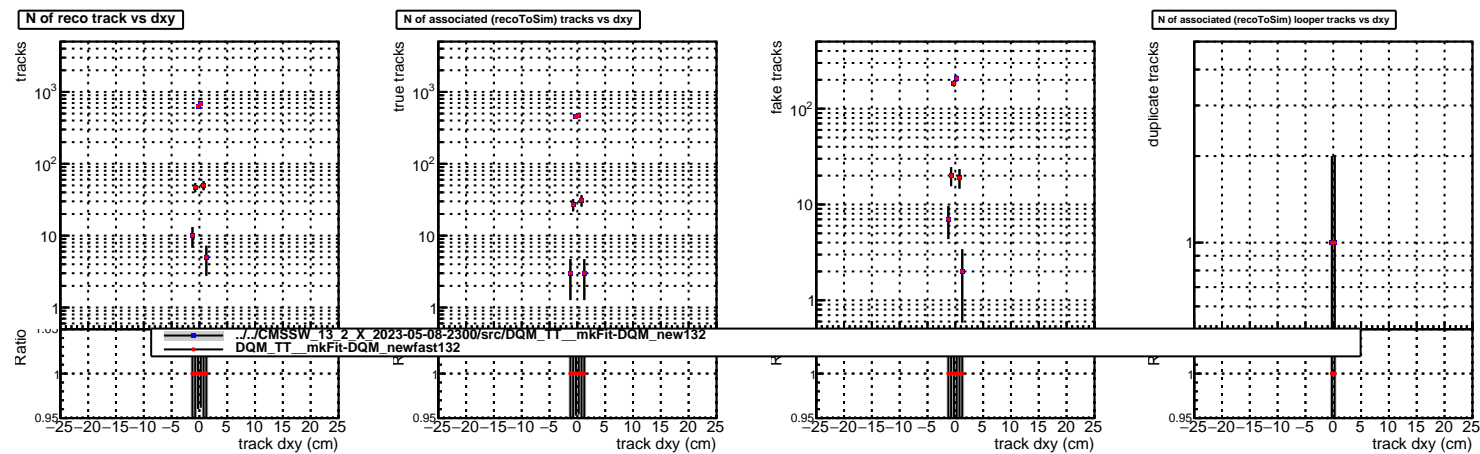 N of reco track vs dxy
N of associated (recoToSim) tracks vs dxy
N of associated (recoToSim) looper tracks vs dxy
tracks
10³
10²
10
1
true tracks
10³
10²
10
1
fake tracks
10²
10
1
duplicate tracks
1
../../CMSSW_13_2_X_2023-05-08-2300/src/DQM_TT__mkFit-DQM_new132
DQM_TT__mkFit-DQM_newfast132
Ratio
1
0.95
−25 −20 −15 −10 −5 0 5 10 15 20 25
track dxy (cm)
1
0.95
−25 −20 −15 −10 −5 0 5 10 15 20 25
track dxy (cm)
1
0.95
−25 −20 −15 −10 −5 0 5 10 15 20 25
track dxy (cm)
1
0.95
−25 −20 −15 −10 −5 0 5 10 15 20 25
track dxy (cm)